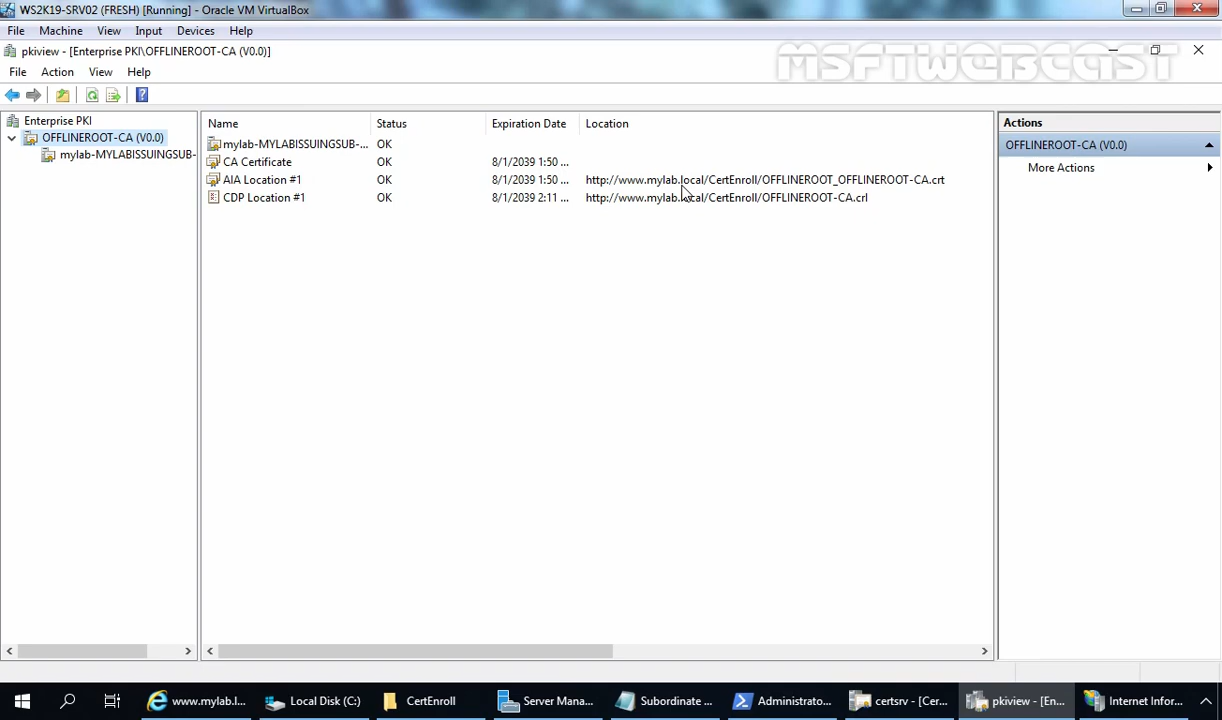 WS2K19-SRV02 (FRESH) [Running] - Oracle VM VirtualBox
File Machine View Input Devices Help
pkiview - [Enterprise PKI\OFFLINEROOT-CA (V0.0)]
MSFTWEBCAST
File Action View Help
Enterprise PKI
OFFLINEROOT-CA (V0.0)
mylab-MYLABISSUINGSUB-
Name Status Expiration Date Location
mylab-MYLABISSUINGSUB-... OK
CA Certificate OK 8/1/2039 1:50 ...
AIA Location #1 OK 8/1/2039 1:50 ... http://www.mylab.local/CertEnroll/OFFLINEROOT_OFFLINEROOT-CA.crt
CDP Location #1 OK 8/1/2039 2:11 ... http://www.mylab.local/CertEnroll/OFFLINEROOT-CA.crl
Actions
OFFLINEROOT-CA (V0.0)
More Actions
www.mylab.l... Local Disk (C:) CertEnroll Server Mana... Subordinate ... Administrato... certsrv - [Cer... pkiview - [En... Internet Infor...